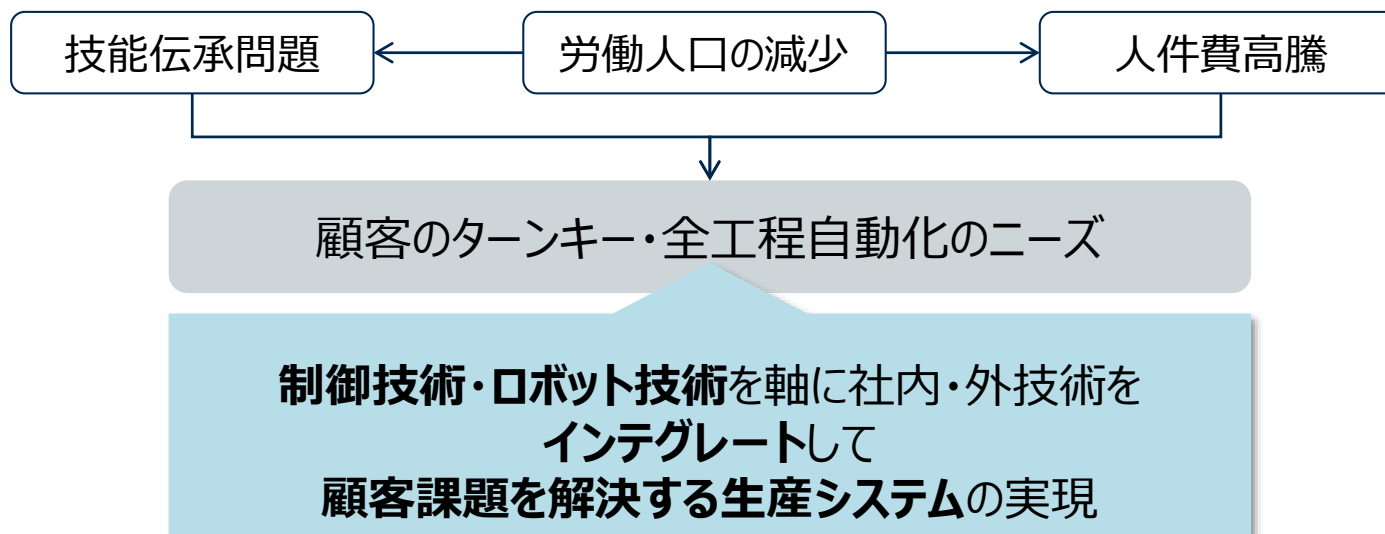 技能伝承問題
労働人口の減少
人件費高騰
顧客のターンキー・全工程自動化のニーズ
制御技術・ロボット技術を軸に社内・外技術を
インテグレートして
顧客課題を解決する生産システムの実現